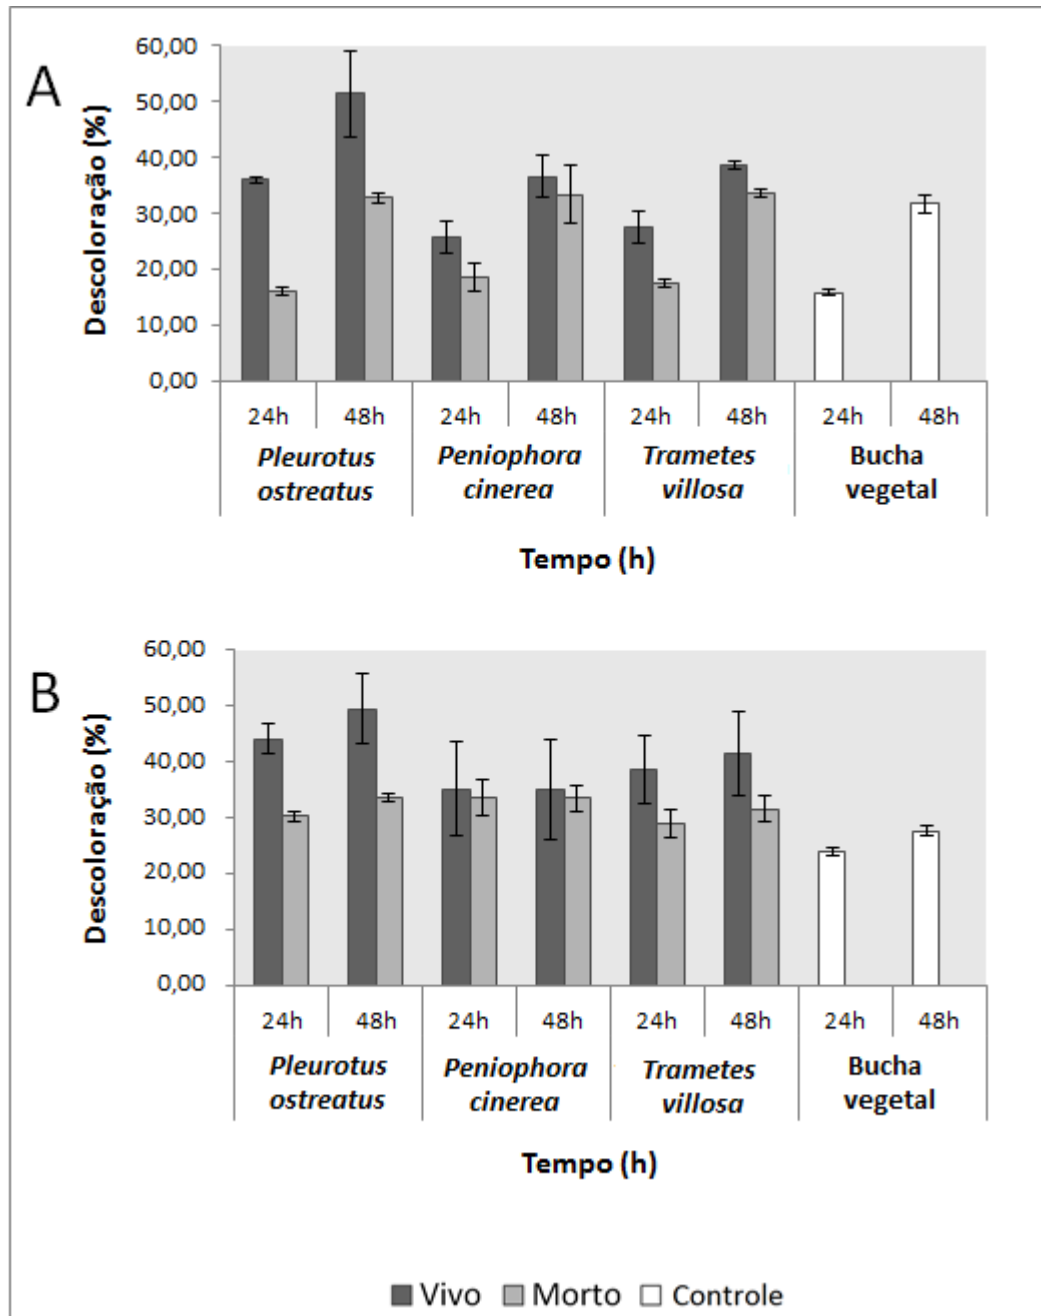 A
Descoloração (%)
60,00
50,00
40,00
30,00
20,00
10,00
0,00
24h 48h 24h 48h 24h 48h 24h 48h
Pleurotus ostreatus
Peniophora cinerea
Trametes villosa
Bucha vegetal
Tempo (h)
B
Descoloração (%)
60,00
50,00
40,00
30,00
20,00
10,00
0,00
24h 48h 24h 48h 24h 48h 24h 48h
Pleurotus ostreatus
Peniophora cinerea
Trametes villosa
Bucha vegetal
Tempo (h)
Vivo Morto Controle